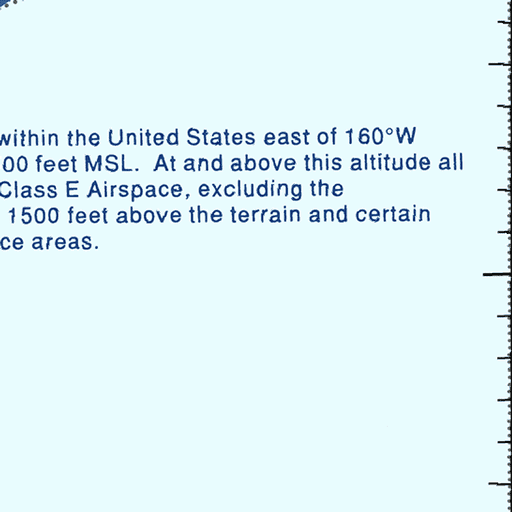 within the United States east of 160°W
00 feet MSL. At and above this altitude all
Class E Airspace, excluding the
1500 feet above the terrain and certain
ce areas.